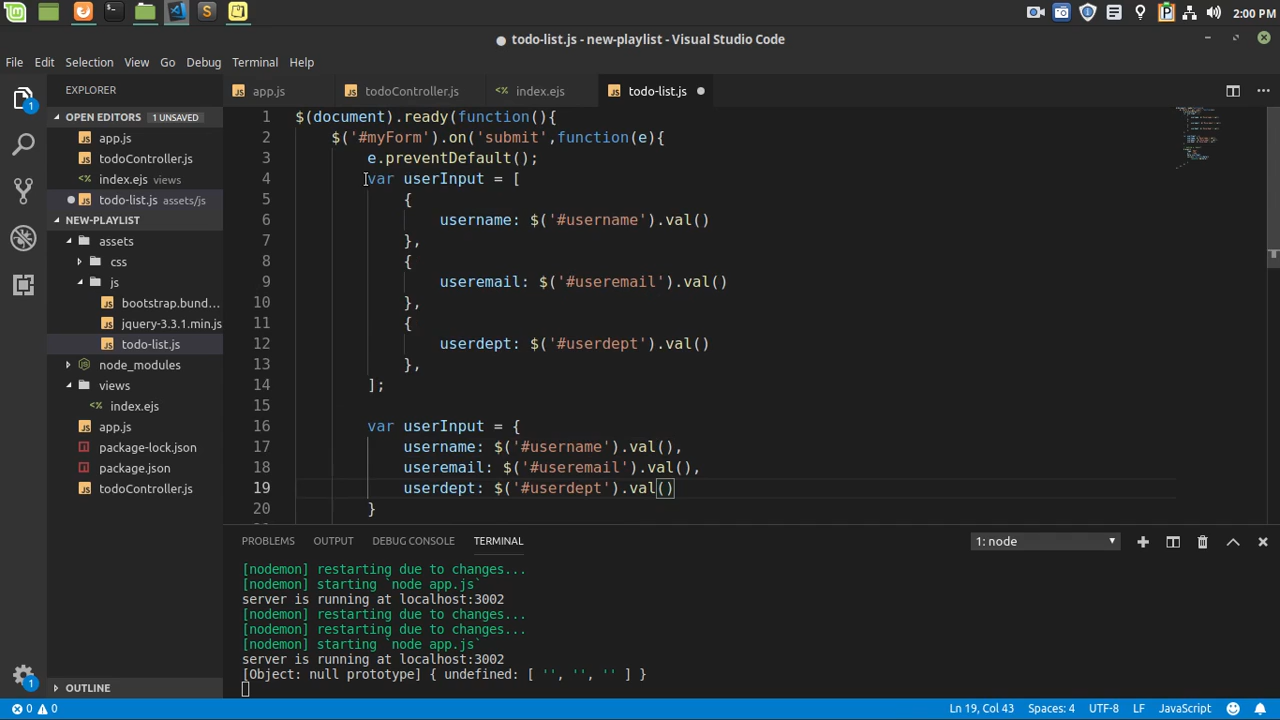 2:00 PM
● todo-list.js - new-playlist - Visual Studio Code
File Edit Selection View Go Debug Terminal Help
EXPLORER
OPEN EDITORS 1 UNSAVED
app.js
todoController.js
index.ejs views
todo-list.js assets/js
NEW-PLAYLIST
assets
css
js
bootstrap.bund...
jquery-3.3.1.min.js
todo-list.js
node_modules
views
index.ejs
app.js
package-lock.json
package.json
todoController.js
OUTLINE
app.js todoController.js index.ejs todo-list.js
1 $(document).ready(function(){
2 $('#myForm').on('submit',function(e){
3 e.preventDefault();
4 var userInput = [
5 {
6 username: $('#username').val()
7 },
8 {
9 useremail: $('#useremail').val()
10 },
11 {
12 userdept: $('#userdept').val()
13 },
14 ];
15
16 var userInput = {
17 username: $('#username').val(),
18 useremail: $('#useremail').val(),
19 userdept: $('#userdept').val()
20 }
PROBLEMS OUTPUT DEBUG CONSOLE TERMINAL 1: node
[nodemon] restarting due to changes...
[nodemon] starting `node app.js`
server is running at localhost:3002
[nodemon] restarting due to changes...
[nodemon] restarting due to changes...
[nodemon] starting `node app.js`
server is running at localhost:3002
[Object: null prototype] { undefined: [ '', '', '' ] }
0 0 Ln 19, Col 43 Spaces: 4 UTF-8 LF JavaScript 1